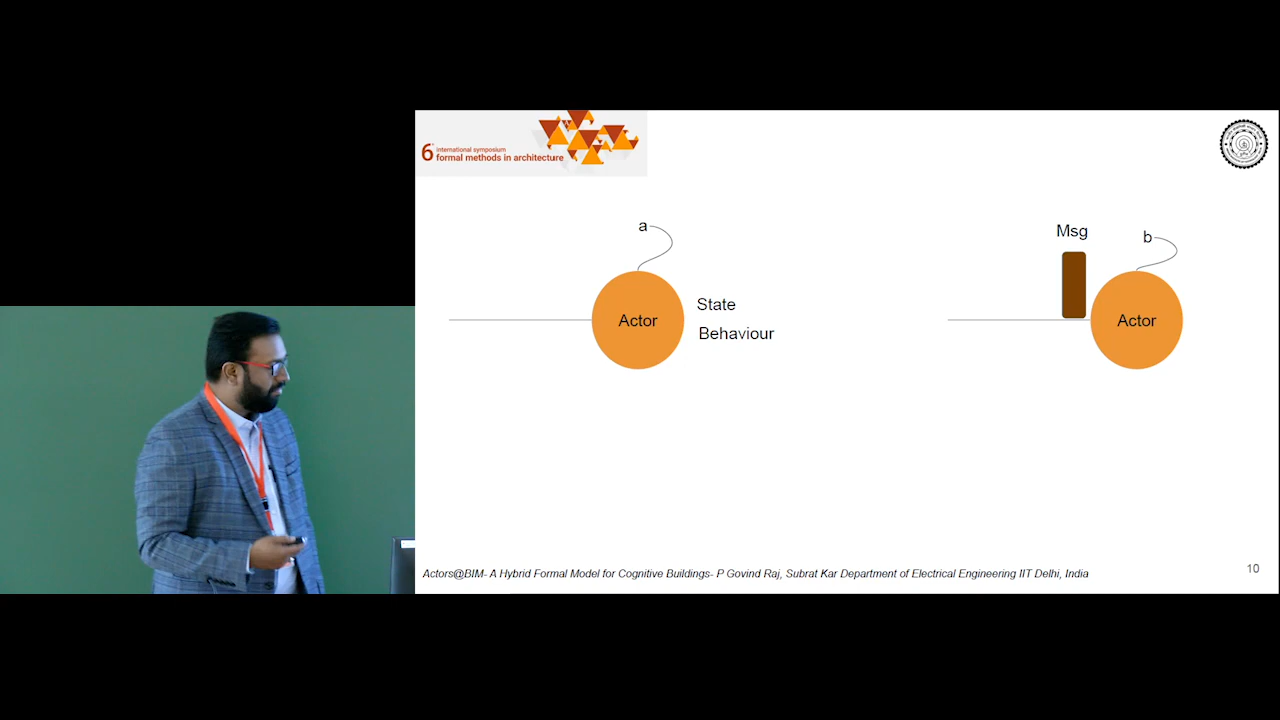 6th international symposium
formal methods in architecture
a
Actor
State
Behaviour
Msg
b
Actor
Actors@BIM- A Hybrid Formal Model for Cognitive Buildings- P Govind Raj, Subrat Kar Department of Electrical Engineering IIT Delhi, India
10